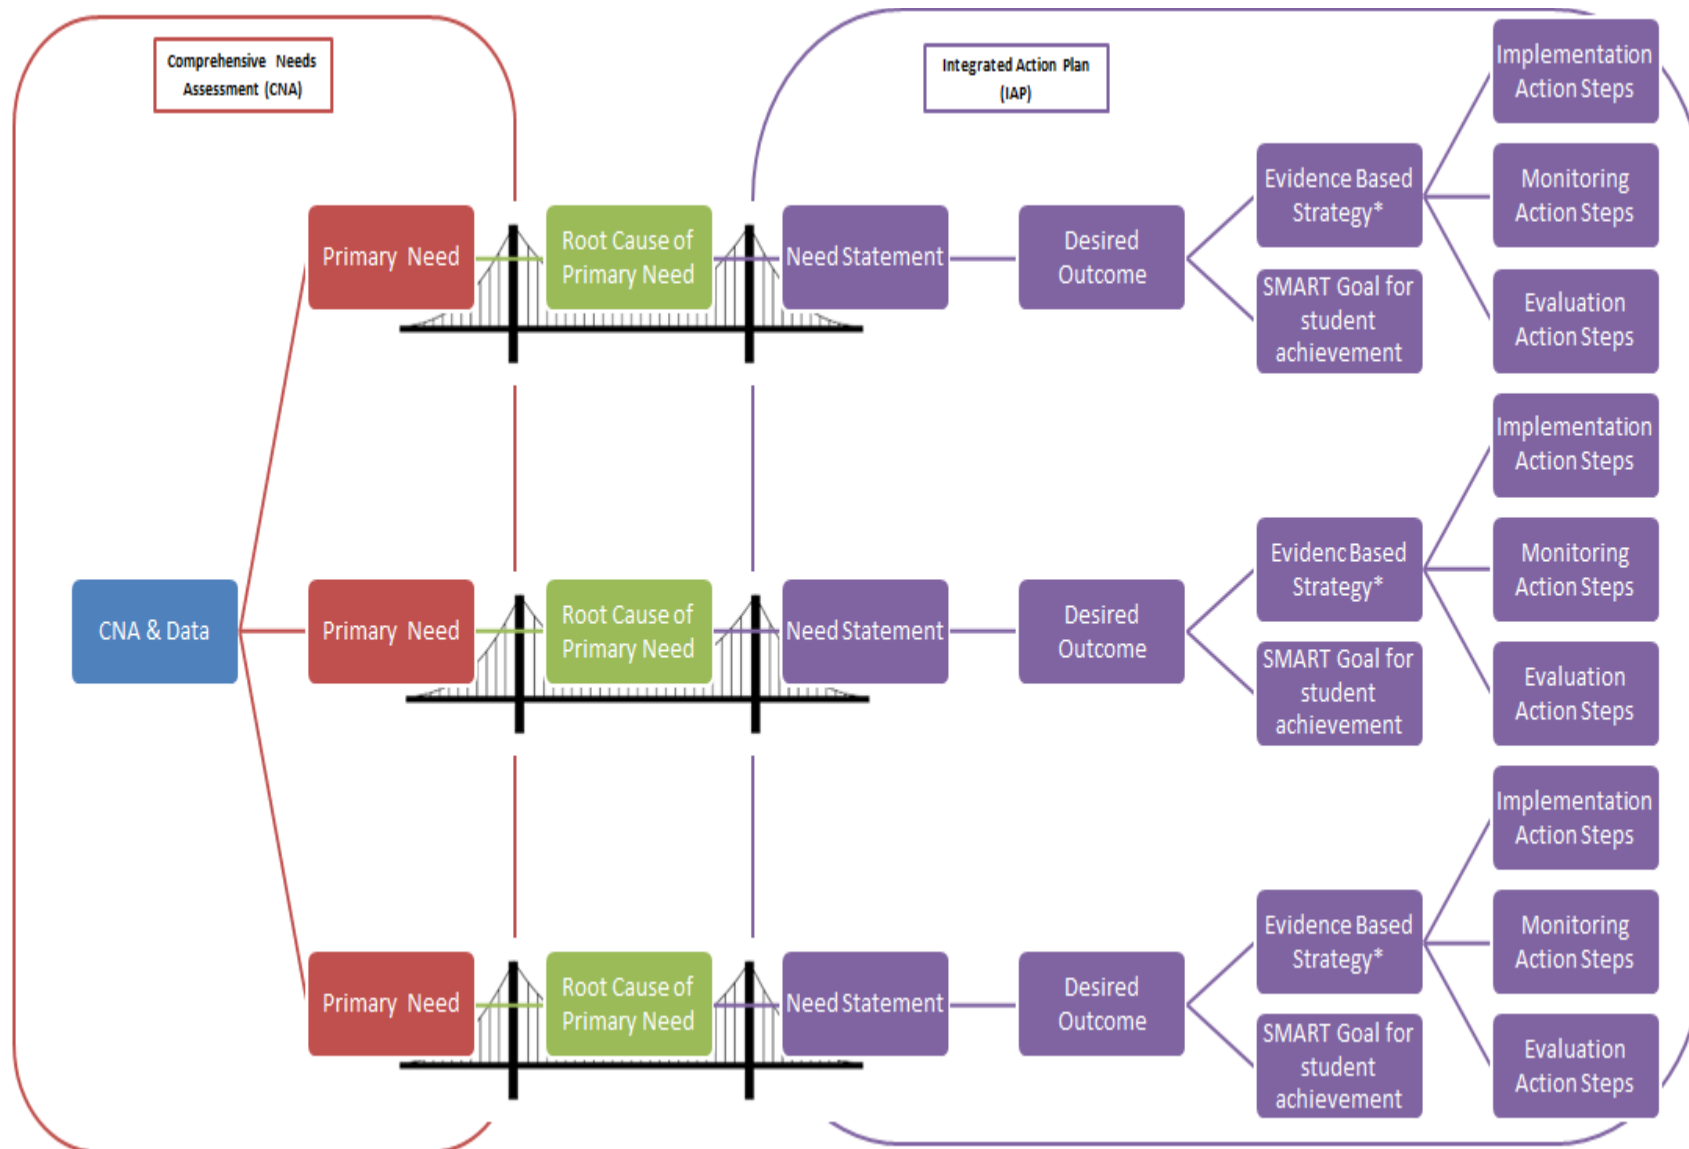 Comprehensive Needs
Assessment (CNA)
Integrated Action Plan
(IAP)
CNA & Data
Primary Need
Root Cause of
Primary Need
Need Statement
Desired
Outcome
Evidence Based
Strategy*
SMART Goal for
student
achievement
Implementation
Action Steps
Monitoring
Action Steps
Evaluation
Action Steps
Primary Need
Root Cause of
Primary Need
Need Statement
Desired
Outcome
Evidenc Based
Strategy*
SMART Goal for
student
achievement
Implementation
Action Steps
Monitoring
Action Steps
Evaluation
Action Steps
Primary Need
Root Cause of
Primary Need
Need Statement
Desired
Outcome
Evidence Based
Strategy*
SMART Goal for
student
achievement
Implementation
Action Steps
Monitoring
Action Steps
Evaluation
Action Steps